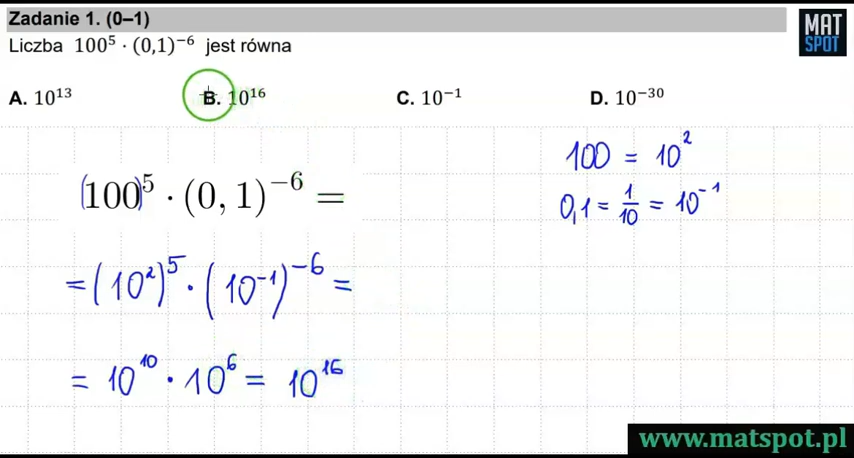 Zadanie 1. (0–1)
MAT
SPOT
Liczba 100⁵ · (0,1)⁻⁶ jest równa
A. 10¹³ B. 10¹⁶ C. 10⁻¹ D. 10⁻³⁰
100 = 10²
0,1 = 1/10 = 10⁻¹
(100)⁵ · (0, 1)⁻⁶ =
= (10²)⁵ · (10⁻¹)⁻⁶ =
= 10¹⁰ · 10⁶ = 10¹⁶
www.matspot.pl